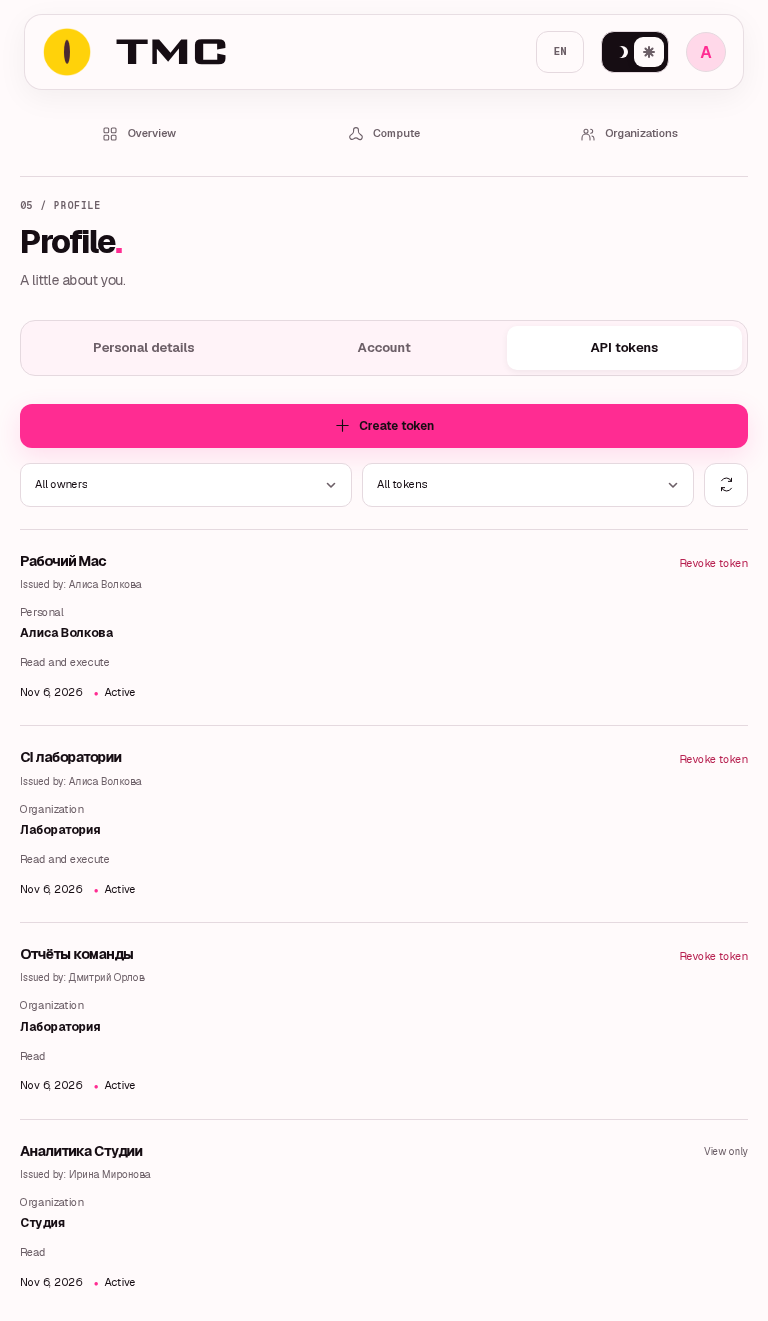 TMC
EN
A
Overview
Compute
Organizations
05 / PROFILE
Profile.
A little about you.
Personal details
Account
API tokens
Create token
All owners
All tokens
Рабочий Mac
Revoke token
Issued by: Алиса Волкова
Personal
Алиса Волкова
Read and execute
Nov 6, 2026 • Active
CI лаборатории
Revoke token
Issued by: Алиса Волкова
Organization
Лаборатория
Read and execute
Nov 6, 2026 • Active
Отчёты команды
Revoke token
Issued by: Дмитрий Орлов
Organization
Лаборатория
Read
Nov 6, 2026 • Active
Аналитика Студии
View only
Issued by: Ирина Миронова
Organization
Студия
Read
Nov 6, 2026 • Active